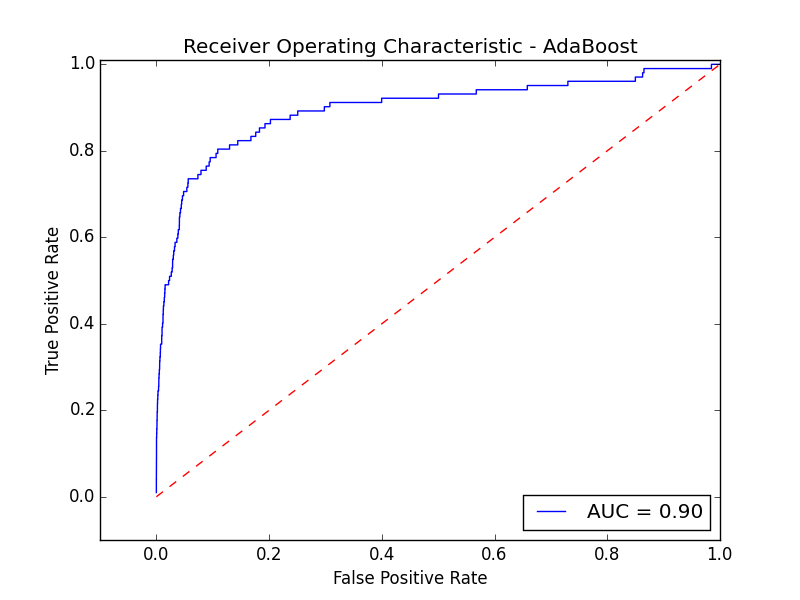 Receiver Operating Characteristic - AdaBoost
1.0
0.8
0.6
0.4
0.2
0.0
True Positive Rate
AUC = 0.90
0.0 0.2 0.4 0.6 0.8 1.0
False Positive Rate